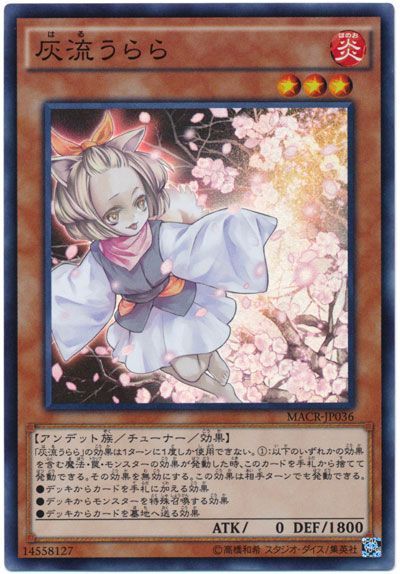 灰流うらら
はる
炎
ほのお
MACR-JP036
【アンデット族/チューナー/効果】
「灰流うらら」の効果は1ターンに1度しか使用できない。①:以下のいずれかの効果
を含む魔法・罠・モンスターの効果が発動した時、このカードを手札から捨てて
発動できる。その効果を無効にする。この効果は相手ターンでも発動できる。
●デッキからカードを手札に加える効果
●デッキからモンスターを特殊召喚する効果
●デッキからカードを墓地へ送る効果
ATK/ 0 DEF/1800
14558127
©高橋和希 スタジオ・ダイス/集英社